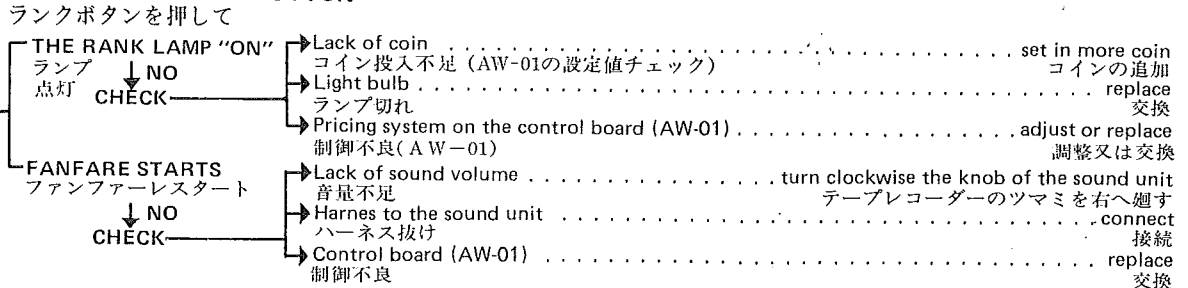 ランクボタンを押して
THE RANK LAMP "ON"
ランプ
点灯
NO
CHECK
Lack of coin . . . . . . . . . . set in more coin
コイン投入不足 (AW-01の設定値チェック) コインの追加
Light bulb . . . . . . . . . . replace
ランプ切れ 交換
Pricing system on the control board (AW-01) . . . . . . . . . . adjust or replace
制御不良(AW-01) 調整又は交換
FANFARE STARTS
ファンファーレスタート
NO
CHECK
Lack of sound volume . . . . . . . . . . turn clockwise the knob of the sound unit
音量不足 テープレコーダーのツマミを右へ廻す
Harnes to the sound unit . . . . . . . . . . connect
ハーネス抜け 接続
Control board (AW-01) . . . . . . . . . . replace
制御不良 交換